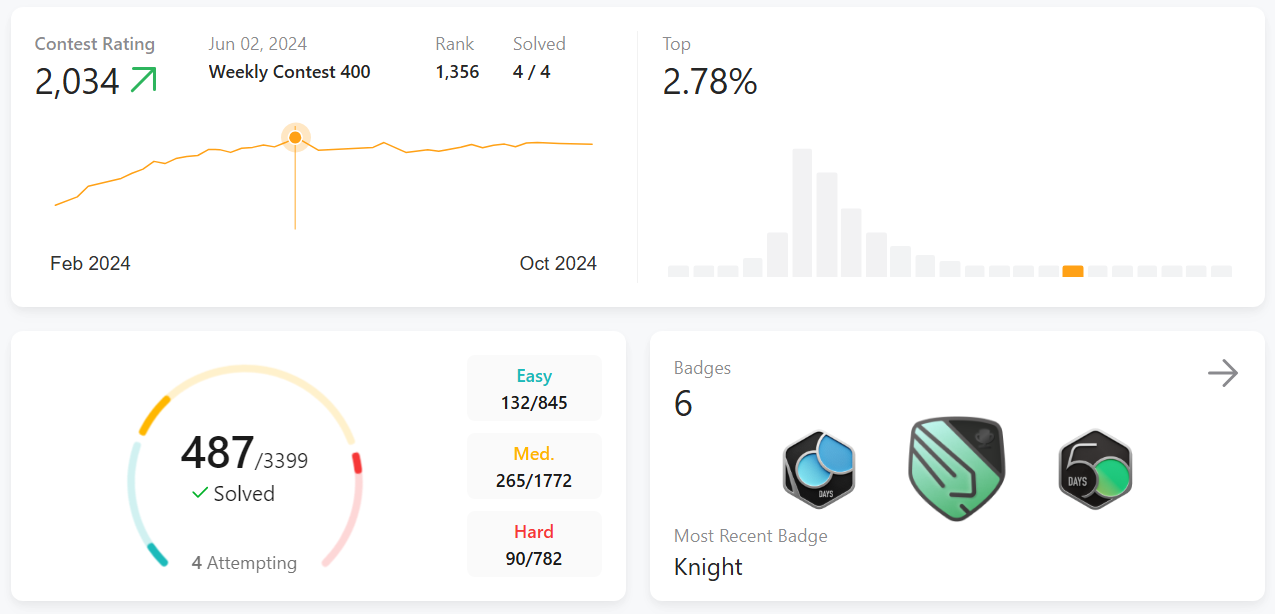 Contest Rating
2,034
Jun 02, 2024
Weekly Contest 400
Rank
1,356
Solved
4 / 4
Top
2.78%
Feb 2024
Oct 2024
487/3399
Solved
4 Attempting
Easy
132/845
Med.
265/1772
Hard
90/782
Badges
6
DAYS
50
DAYS
Most Recent Badge
Knight